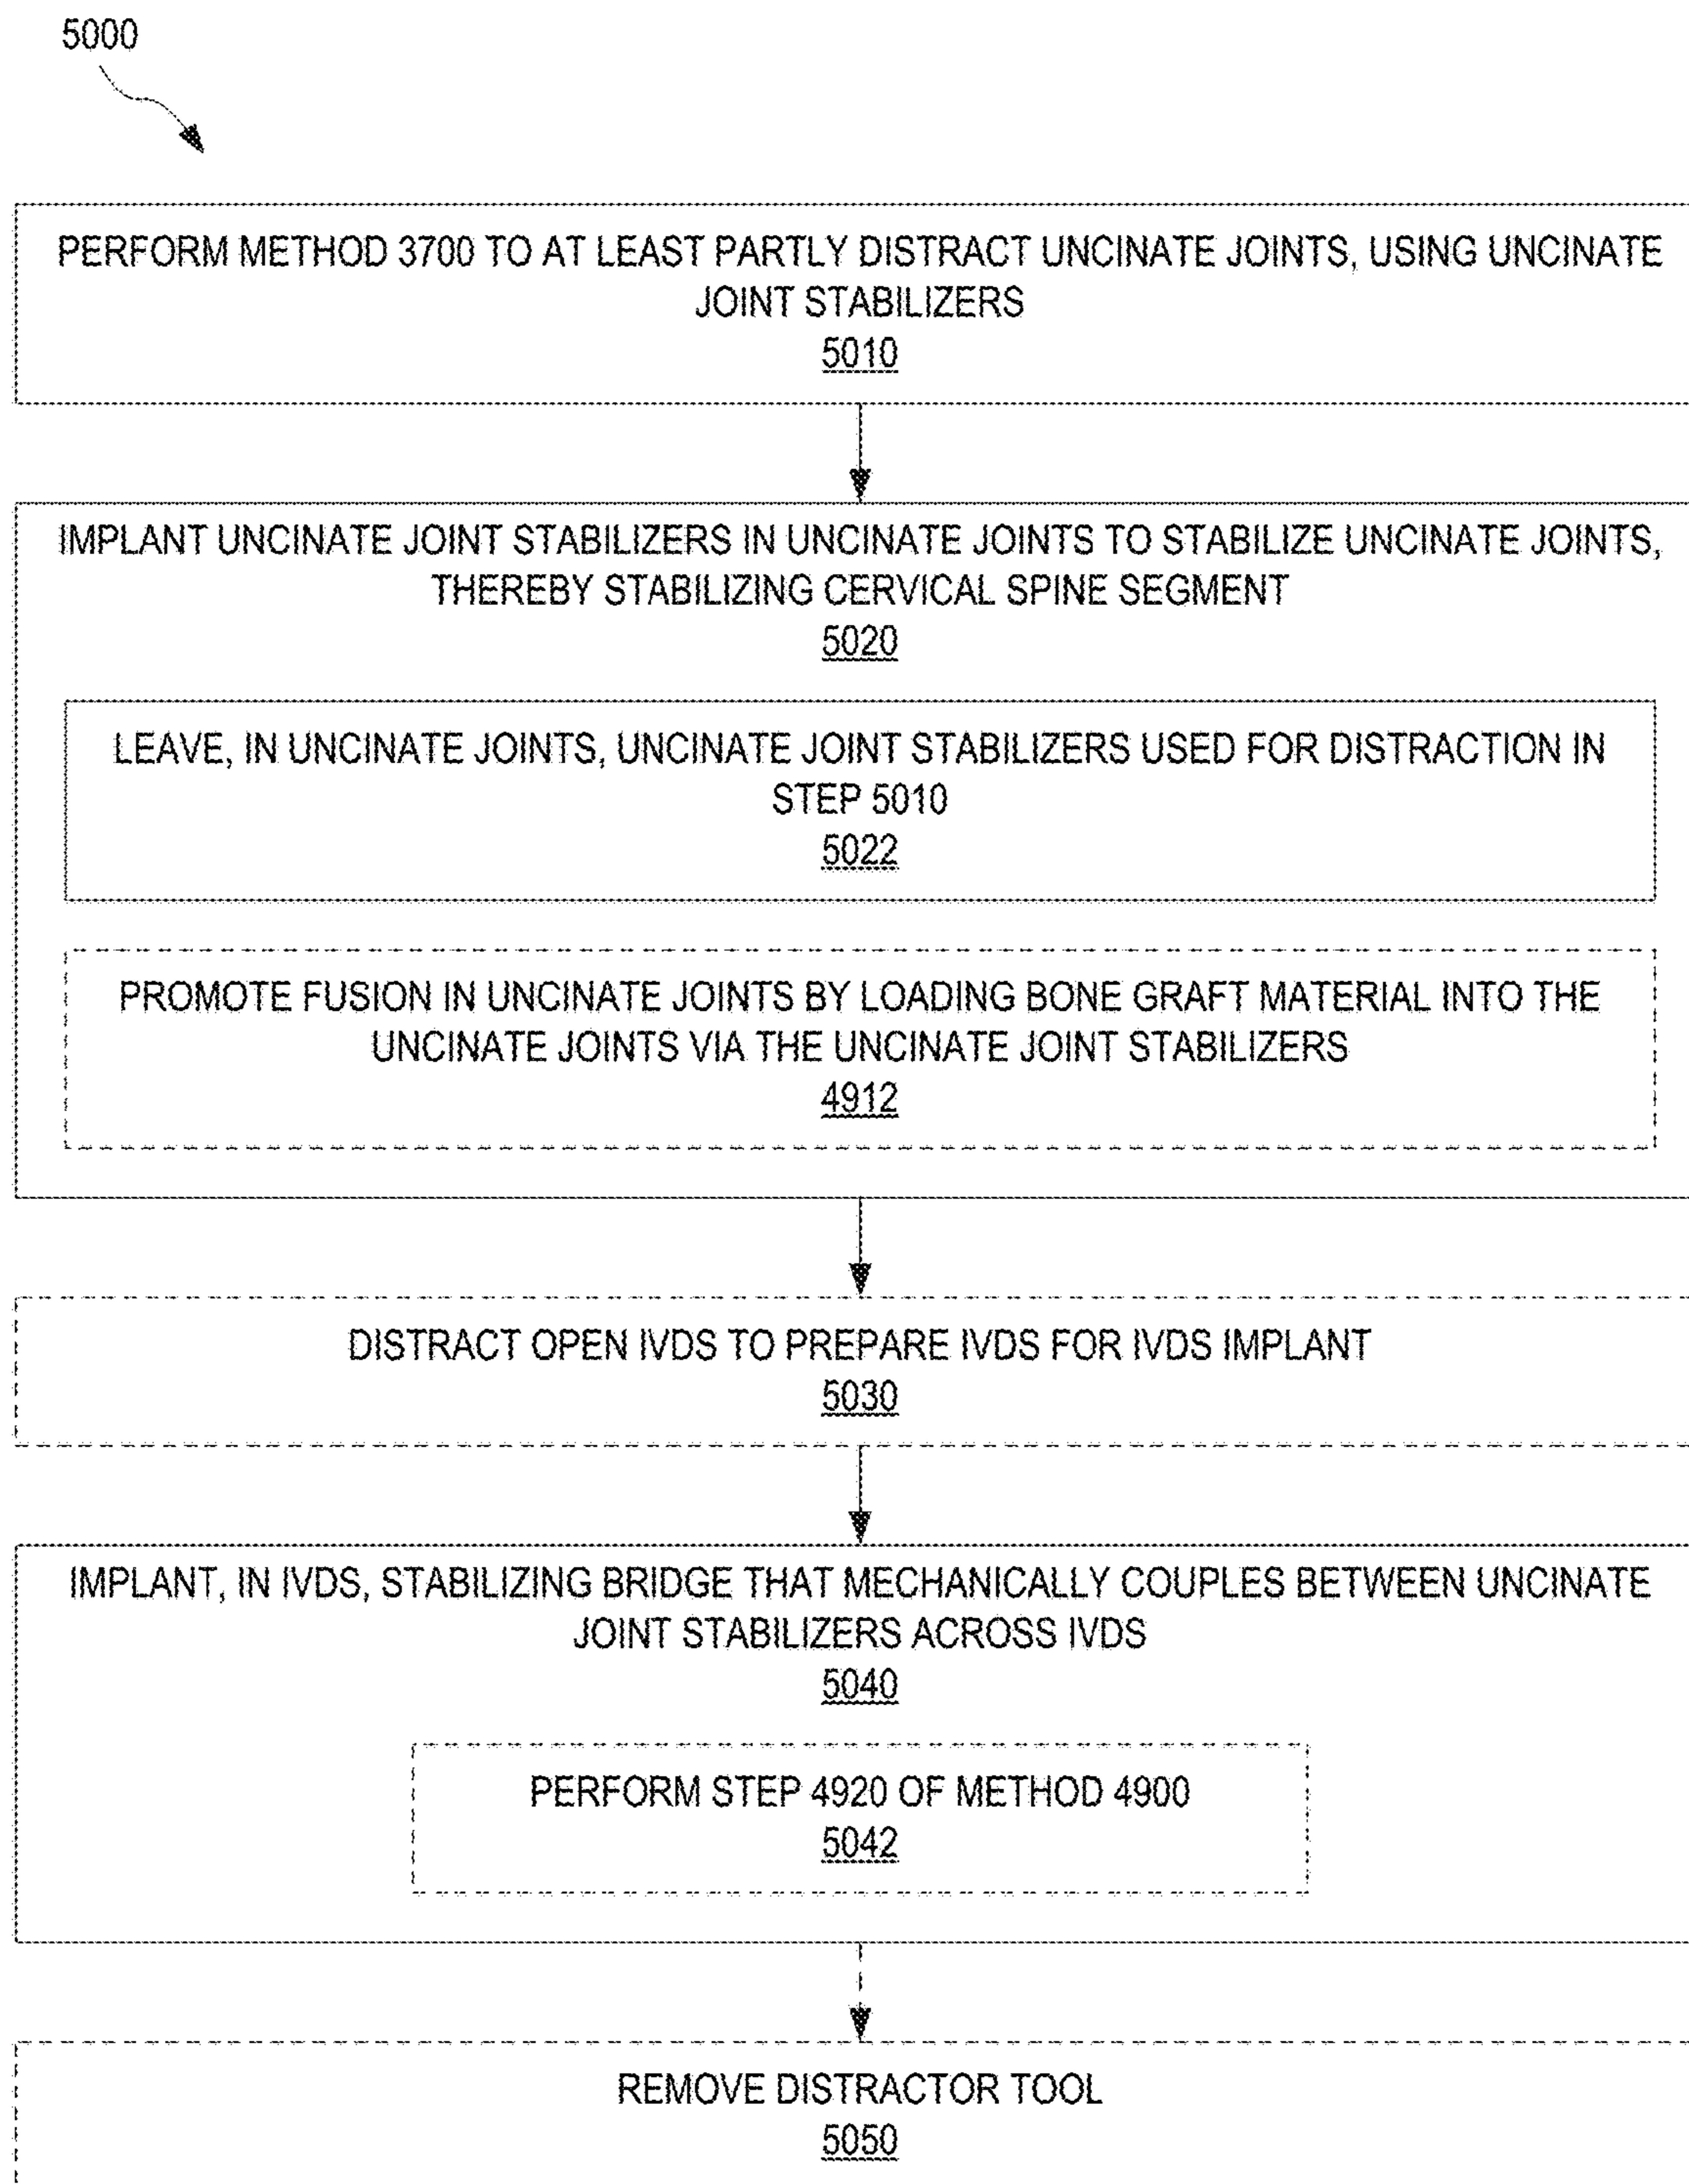 5000
PERFORM METHOD 3700 TO AT LEAST PARTLY DISTRACT UNCINATE JOINTS, USING UNCINATE
JOINT STABILIZERS
5010
IMPLANT UNCINATE JOINT STABILIZERS IN UNCINATE JOINTS TO STABILIZE UNCINATE JOINTS,
THEREBY STABILIZING CERVICAL SPINE SEGMENT
5020
LEAVE, IN UNCINATE JOINTS, UNCINATE JOINT STABILIZERS USED FOR DISTRACTION IN
STEP 5010
5022
PROMOTE FUSION IN UNCINATE JOINTS BY LOADING BONE GRAFT MATERIAL INTO THE
UNCINATE JOINTS VIA THE UNCINATE JOINT STABILIZERS
4912
DISTRACT OPEN IVDS TO PREPARE IVDS FOR IVDS IMPLANT
5030
IMPLANT, IN IVDS, STABILIZING BRIDGE THAT MECHANICALLY COUPLES BETWEEN UNCINATE
JOINT STABILIZERS ACROSS IVDS
5040
PERFORM STEP 4920 OF METHOD 4900
5042
REMOVE DISTRACTOR TOOL
5050